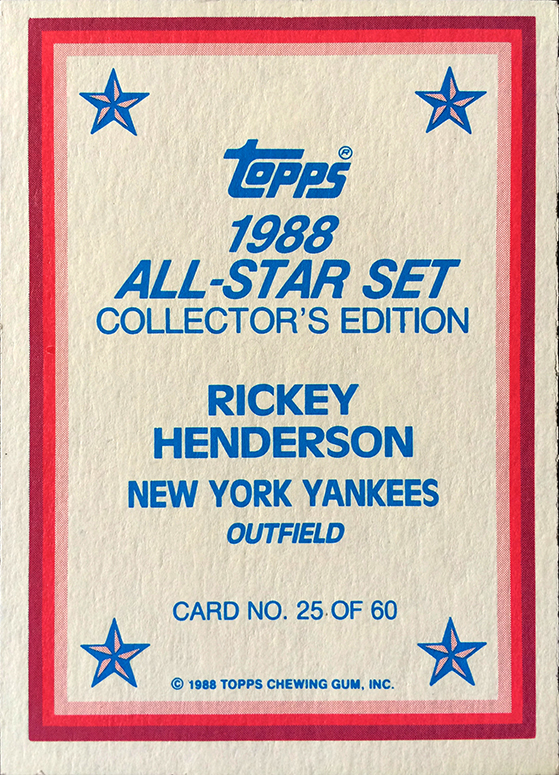 topps®
1988
ALL-STAR SET
COLLECTOR'S EDITION
RICKEY
HENDERSON
NEW YORK YANKEES
OUTFIELD
CARD NO. 25 OF 60
© 1988 TOPPS CHEWING GUM, INC.